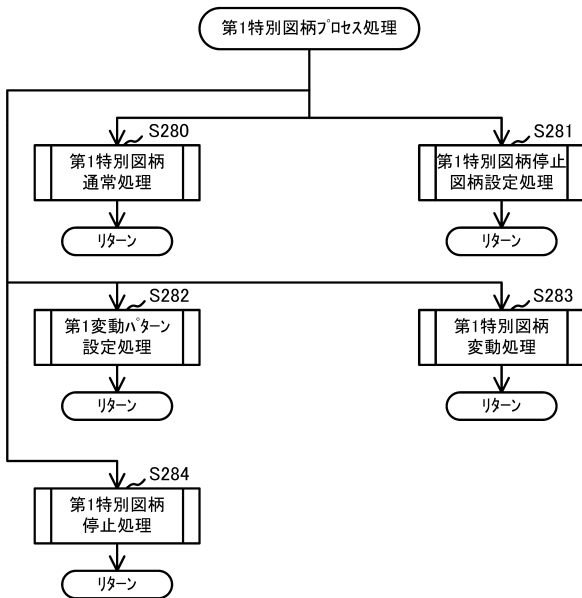 第1特別図柄プロセス処理
S280
第1特別図柄
通常処理
リターン
S281
第1特別図柄停止
図柄設定処理
リターン
S282
第1変動パターン
設定処理
リターン
S283
第1特別図柄
変動処理
リターン
S284
第1特別図柄
停止処理
リターン